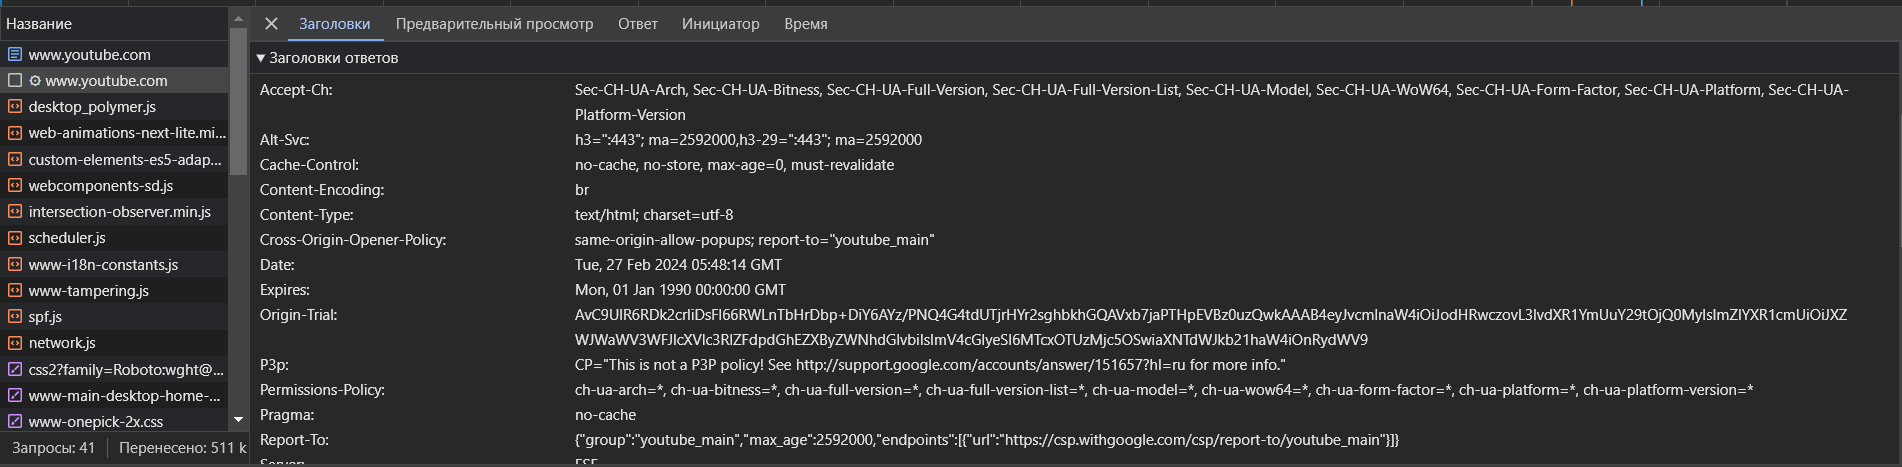 Название
www.youtube.com
www.youtube.com
desktop_polymer.js
web-animations-next-lite.mi...
custom-elements-es5-adap...
webcomponents-sd.js
intersection-observer.min.js
scheduler.js
www-i18n-constants.js
www-tampering.js
spf.js
network.js
css2?family=Roboto:wght@...
www-main-desktop-home-...
www-onepick-2x.css
Запросы: 41
Перенесено: 511 k
Заголовки
Предварительный просмотр
Ответ
Инициатор
Время
Заголовки ответов
Accept-Ch:
Sec-CH-UA-Arch, Sec-CH-UA-Bitness, Sec-CH-UA-Full-Version, Sec-CH-UA-Full-Version-List, Sec-CH-UA-Model, Sec-CH-UA-WoW64, Sec-CH-UA-Form-Factor, Sec-CH-UA-Platform, Sec-CH-UA-
Platform-Version
Alt-Svc:
h3=":443"; ma=2592000,h3-29=":443"; ma=2592000
Cache-Control:
no-cache, no-store, max-age=0, must-revalidate
Content-Encoding:
br
Content-Type:
text/html; charset=utf-8
Cross-Origin-Opener-Policy:
same-origin-allow-popups; report-to="youtube_main"
Date:
Tue, 27 Feb 2024 05:48:14 GMT
Expires:
Mon, 01 Jan 1990 00:00:00 GMT
Origin-Trial:
P3p:
CP="This is not a P3P policy! See http://support.google.com/accounts/answer/151657?hl=ru for more info."
Permissions-Policy:
ch-ua-arch=*, ch-ua-bitness=*, ch-ua-full-version=*, ch-ua-full-version-list=*, ch-ua-model=*, ch-ua-wow64=*, ch-ua-form-factor=*, ch-ua-platform=*, ch-ua-platform-version=*
Pragma:
no-cache
Report-To:
{"group":"youtube_main","max_age":2592000,"endpoints":[{"url":"https://csp.withgoogle.com/csp/report-to/youtube_main"}]}
Server:
ESF